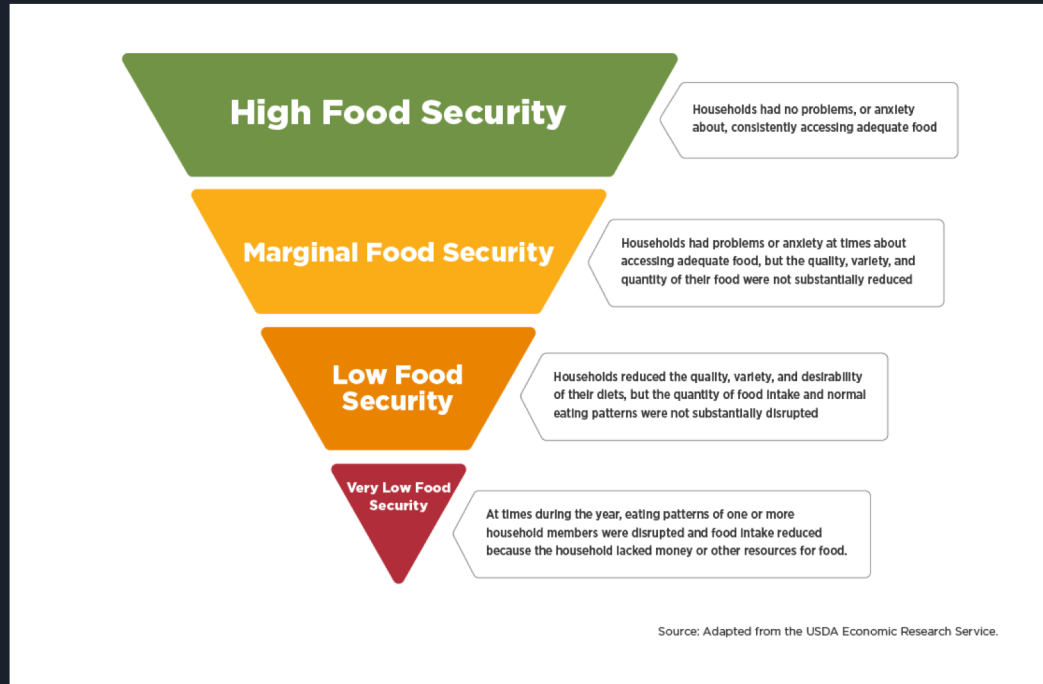 High Food Security
Households had no problems, or anxiety
about, consistently accessing adequate food
Marginal Food Security
Households had problems or anxiety at times about
accessing adequate food, but the quality, variety, and
quantity of their food were not substantially reduced
Low Food
Security
Households reduced the quality, variety, and desirability
of their diets, but the quantity of food intake and normal
eating patterns were not substantially disrupted
Very Low Food
Security
At times during the year, eating patterns of one or more
household members were disrupted and food intake reduced
because the household lacked money or other resources for food.
Source: Adapted from the USDA Economic Research Service.